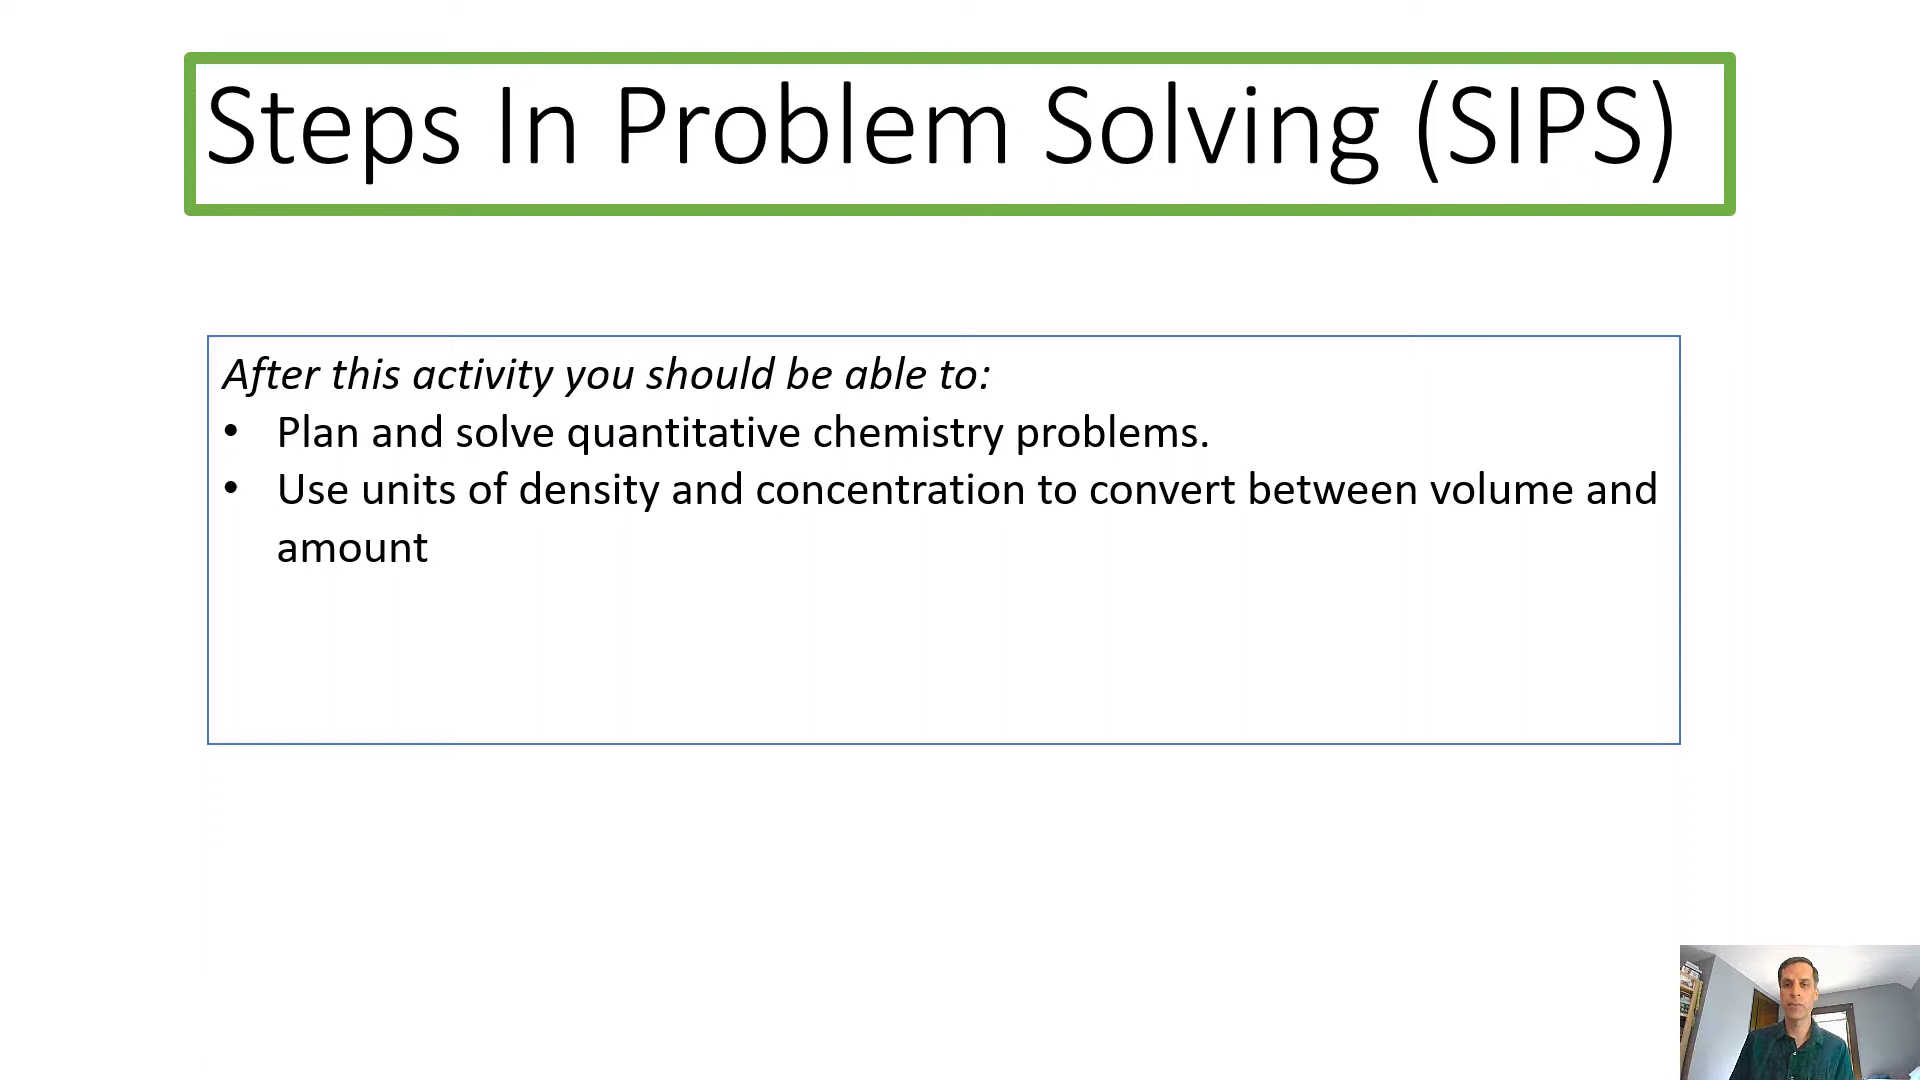 Steps In Problem Solving (SIPS)
After this activity you should be able to:
• Plan and solve quantitative chemistry problems.
• Use units of density and concentration to convert between volume and
amount